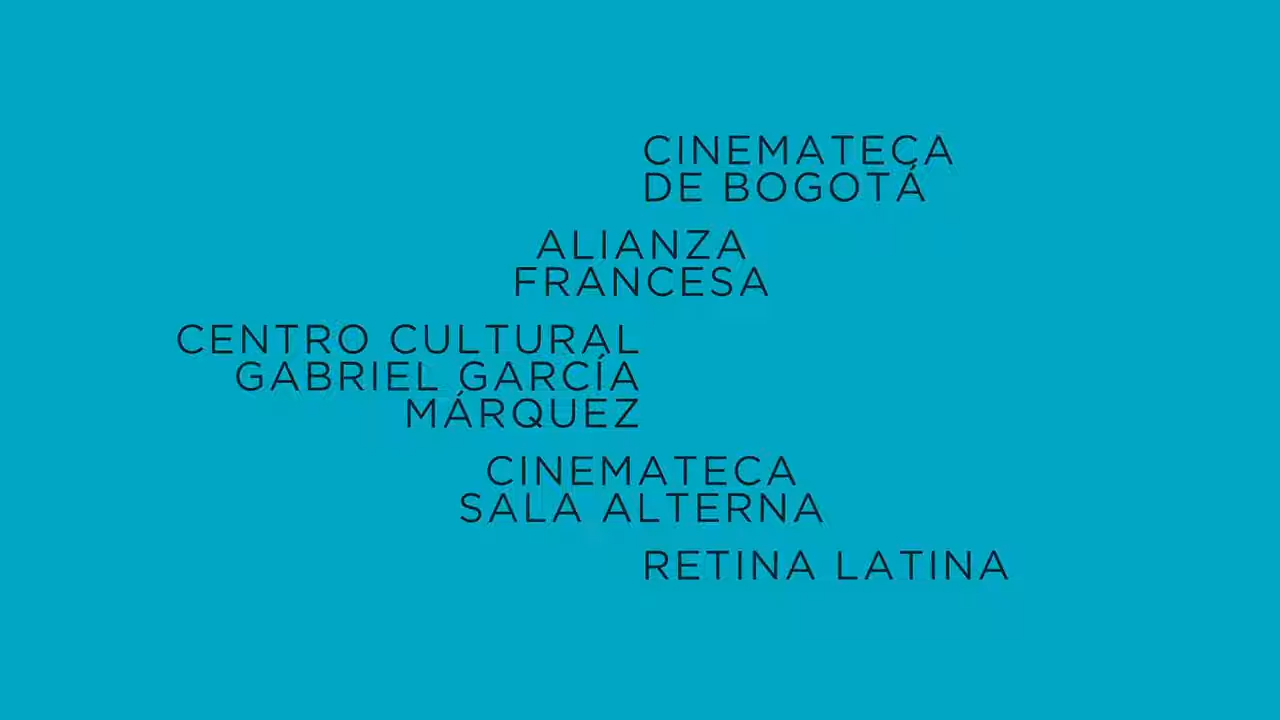 CINEMATECA
DE BOGOTÁ
ALIANZA
FRANCESA
CENTRO CULTURAL
GABRIEL GARCÍA
MÁRQUEZ
CINEMATECA
SALA ALTERNA
RETINA LATINA